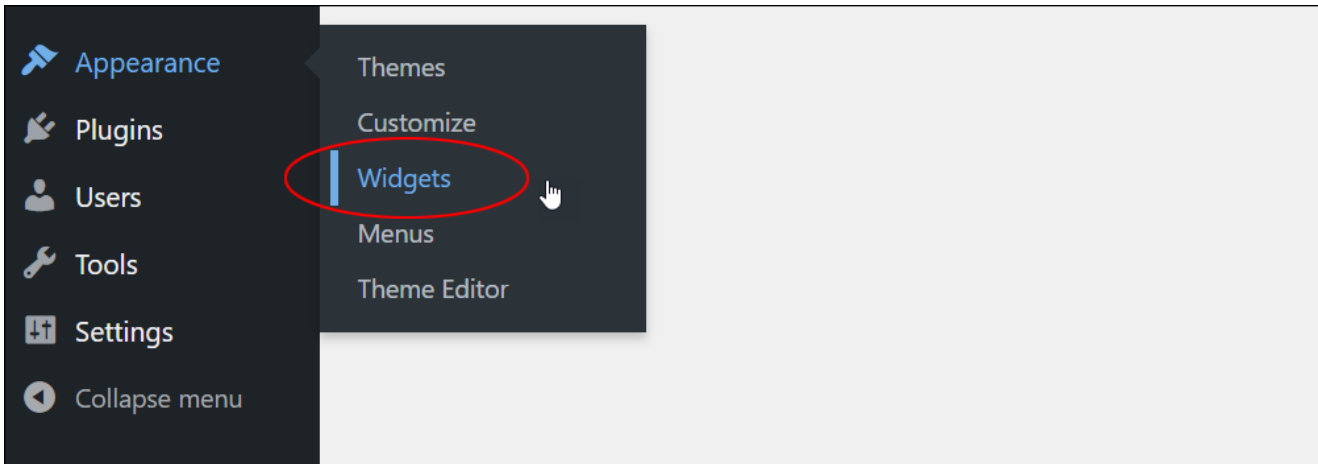 Appearance
Plugins
Users
Tools
Settings
Collapse menu
Themes
Customize
Widgets
Menus
Theme Editor